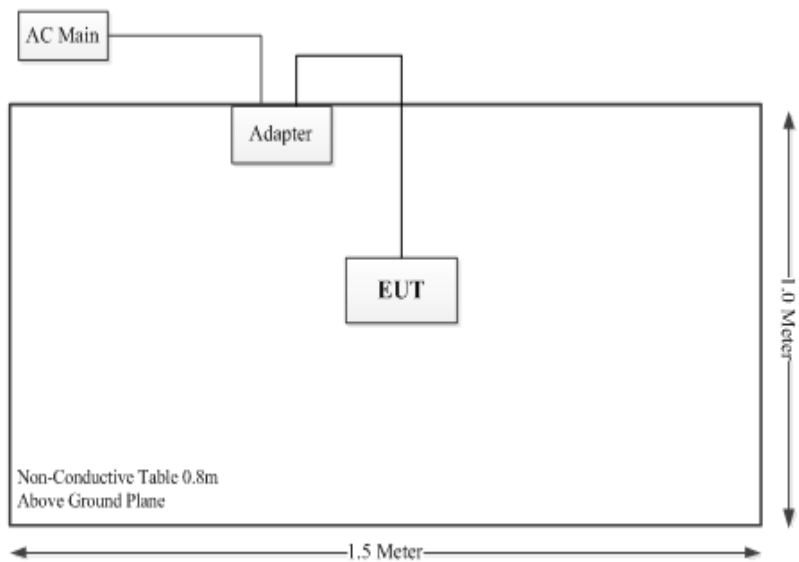 AC Main
Adapter
EUT
1.0 Meter
Non-Conductive Table 0.8m
Above Ground Plane
1.5 Meter